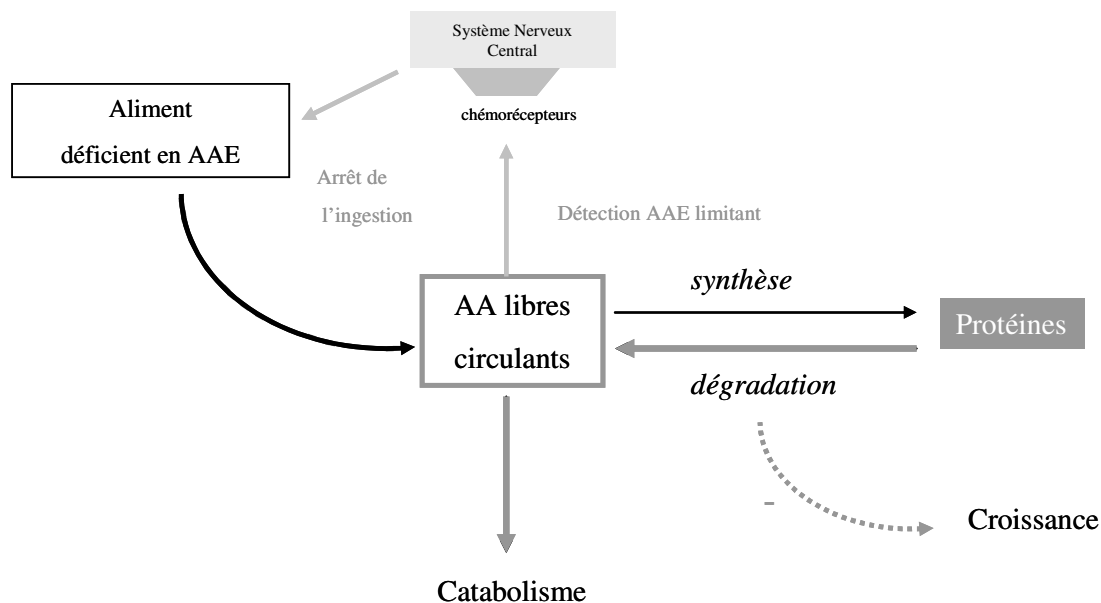 Système Nerveux
Central
chémorécepteurs
Aliment
déficient en AAE
Arrêt de
l'ingestion
Détection AAE limitant
AA libres
circulants
synthèse
Protéines
dégradation
–
Croissance
Catabolisme